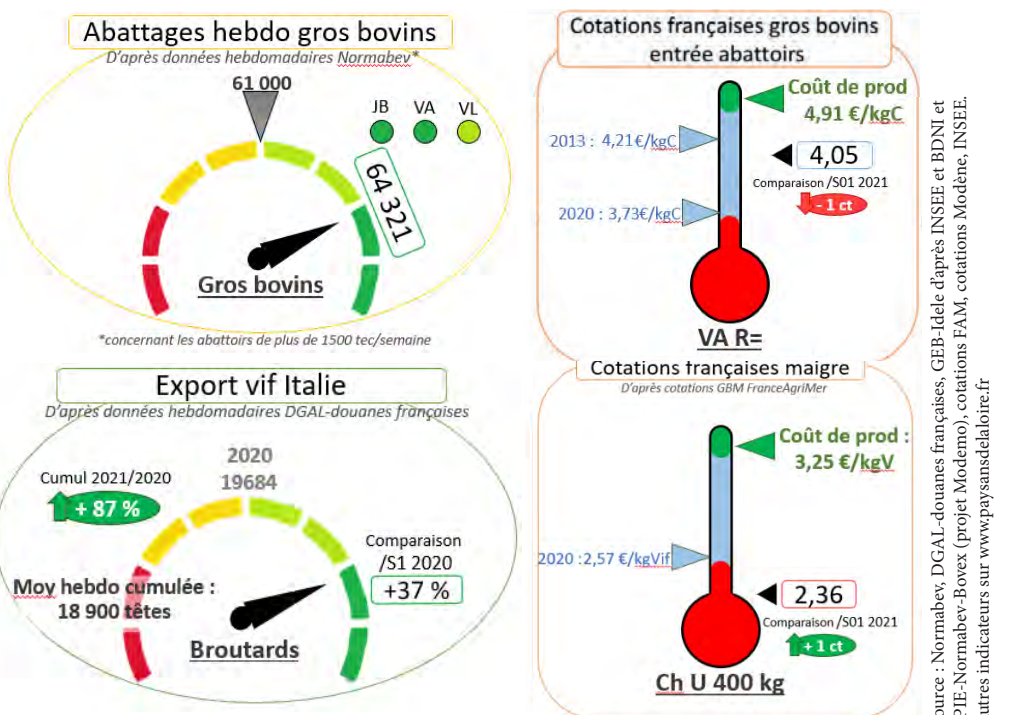 Abattages hebdo gros bovins
D'après données hebdomadaires Normabev*
61 000
JB VA VL
64 321
Gros bovins
*concernant les abattoirs de plus de 1500 tec/semaine
Cotations françaises gros bovins
entrée abattoirs
Coût de prod
4,91 €/kgC
2013 : 4,21€/kgC
4,05
Comparaison /S01 2021
- 1 ct
2020 : 3,73€/kgC
VA R=
Export vif Italie
D'après données hebdomadaires DGAL-douanes françaises
2020
19684
Cumul 2021/2020
+ 87 %
Comparaison
/S1 2020
+37 %
Moy hebdo cumulée :
18 900 têtes
Broutards
Cotations françaises maigre
D'après cotations GBM FranceAgriMer
Coût de prod :
3,25 €/kgV
2020 :2,57 €/kgVif
2,36
Comparaison /S01 2021
+ 1 ct
Ch U 400 kg
ource : Normabev, DGAL-douanes françaises, GEB-Idele d'après INSEE et BDNI et
PIE-Normabev-Bovex (projet Modemo), cotations FAM, cotations Modène, INSEE.
utres indicateurs sur www.paysansdelaloire.fr